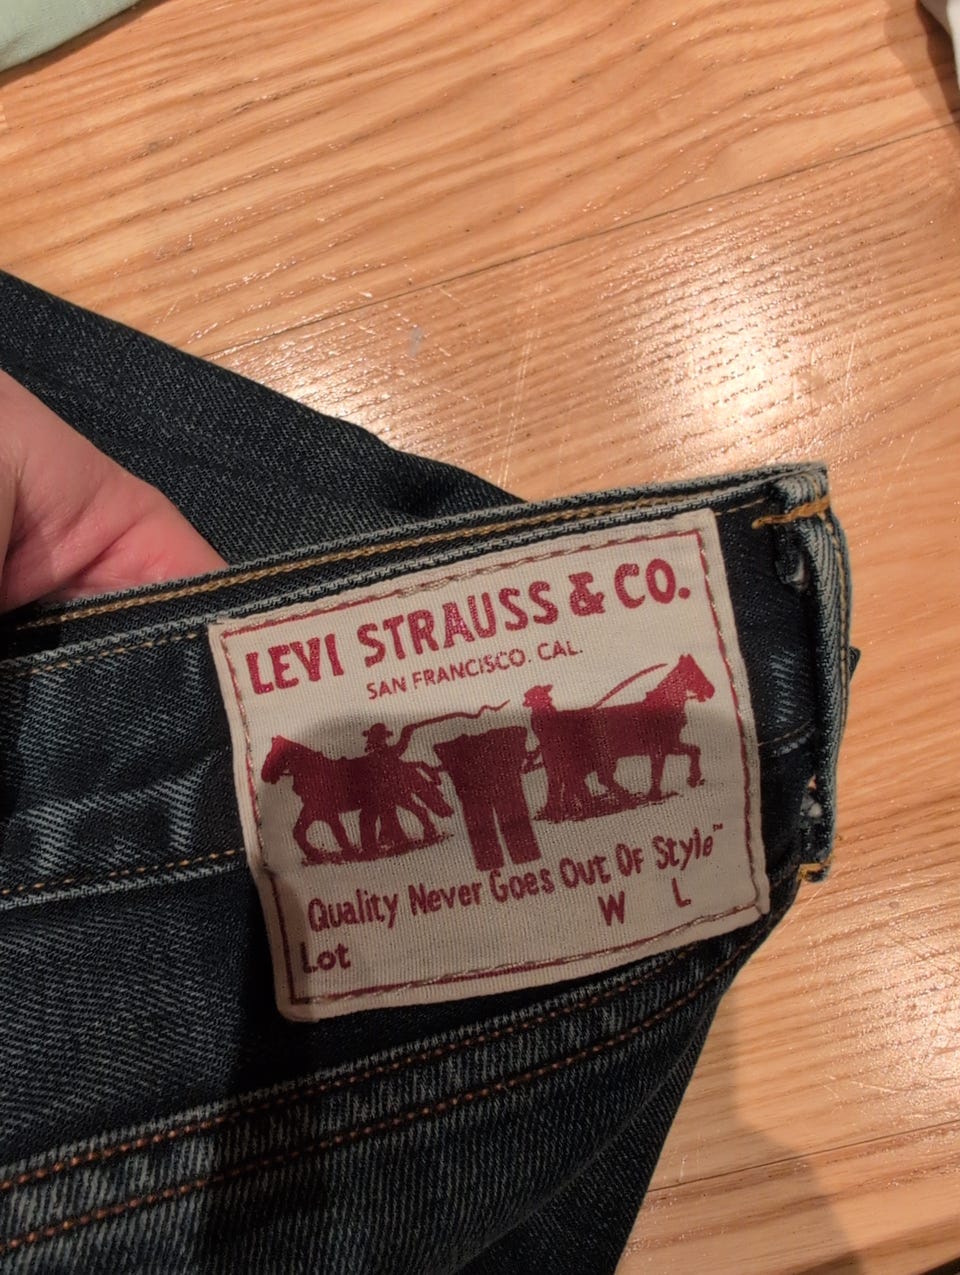 LEVI STRAUSS & CO.
SAN FRANCISCO. CAL.
Quality Never Goes Out Of Style™
W L
Lot